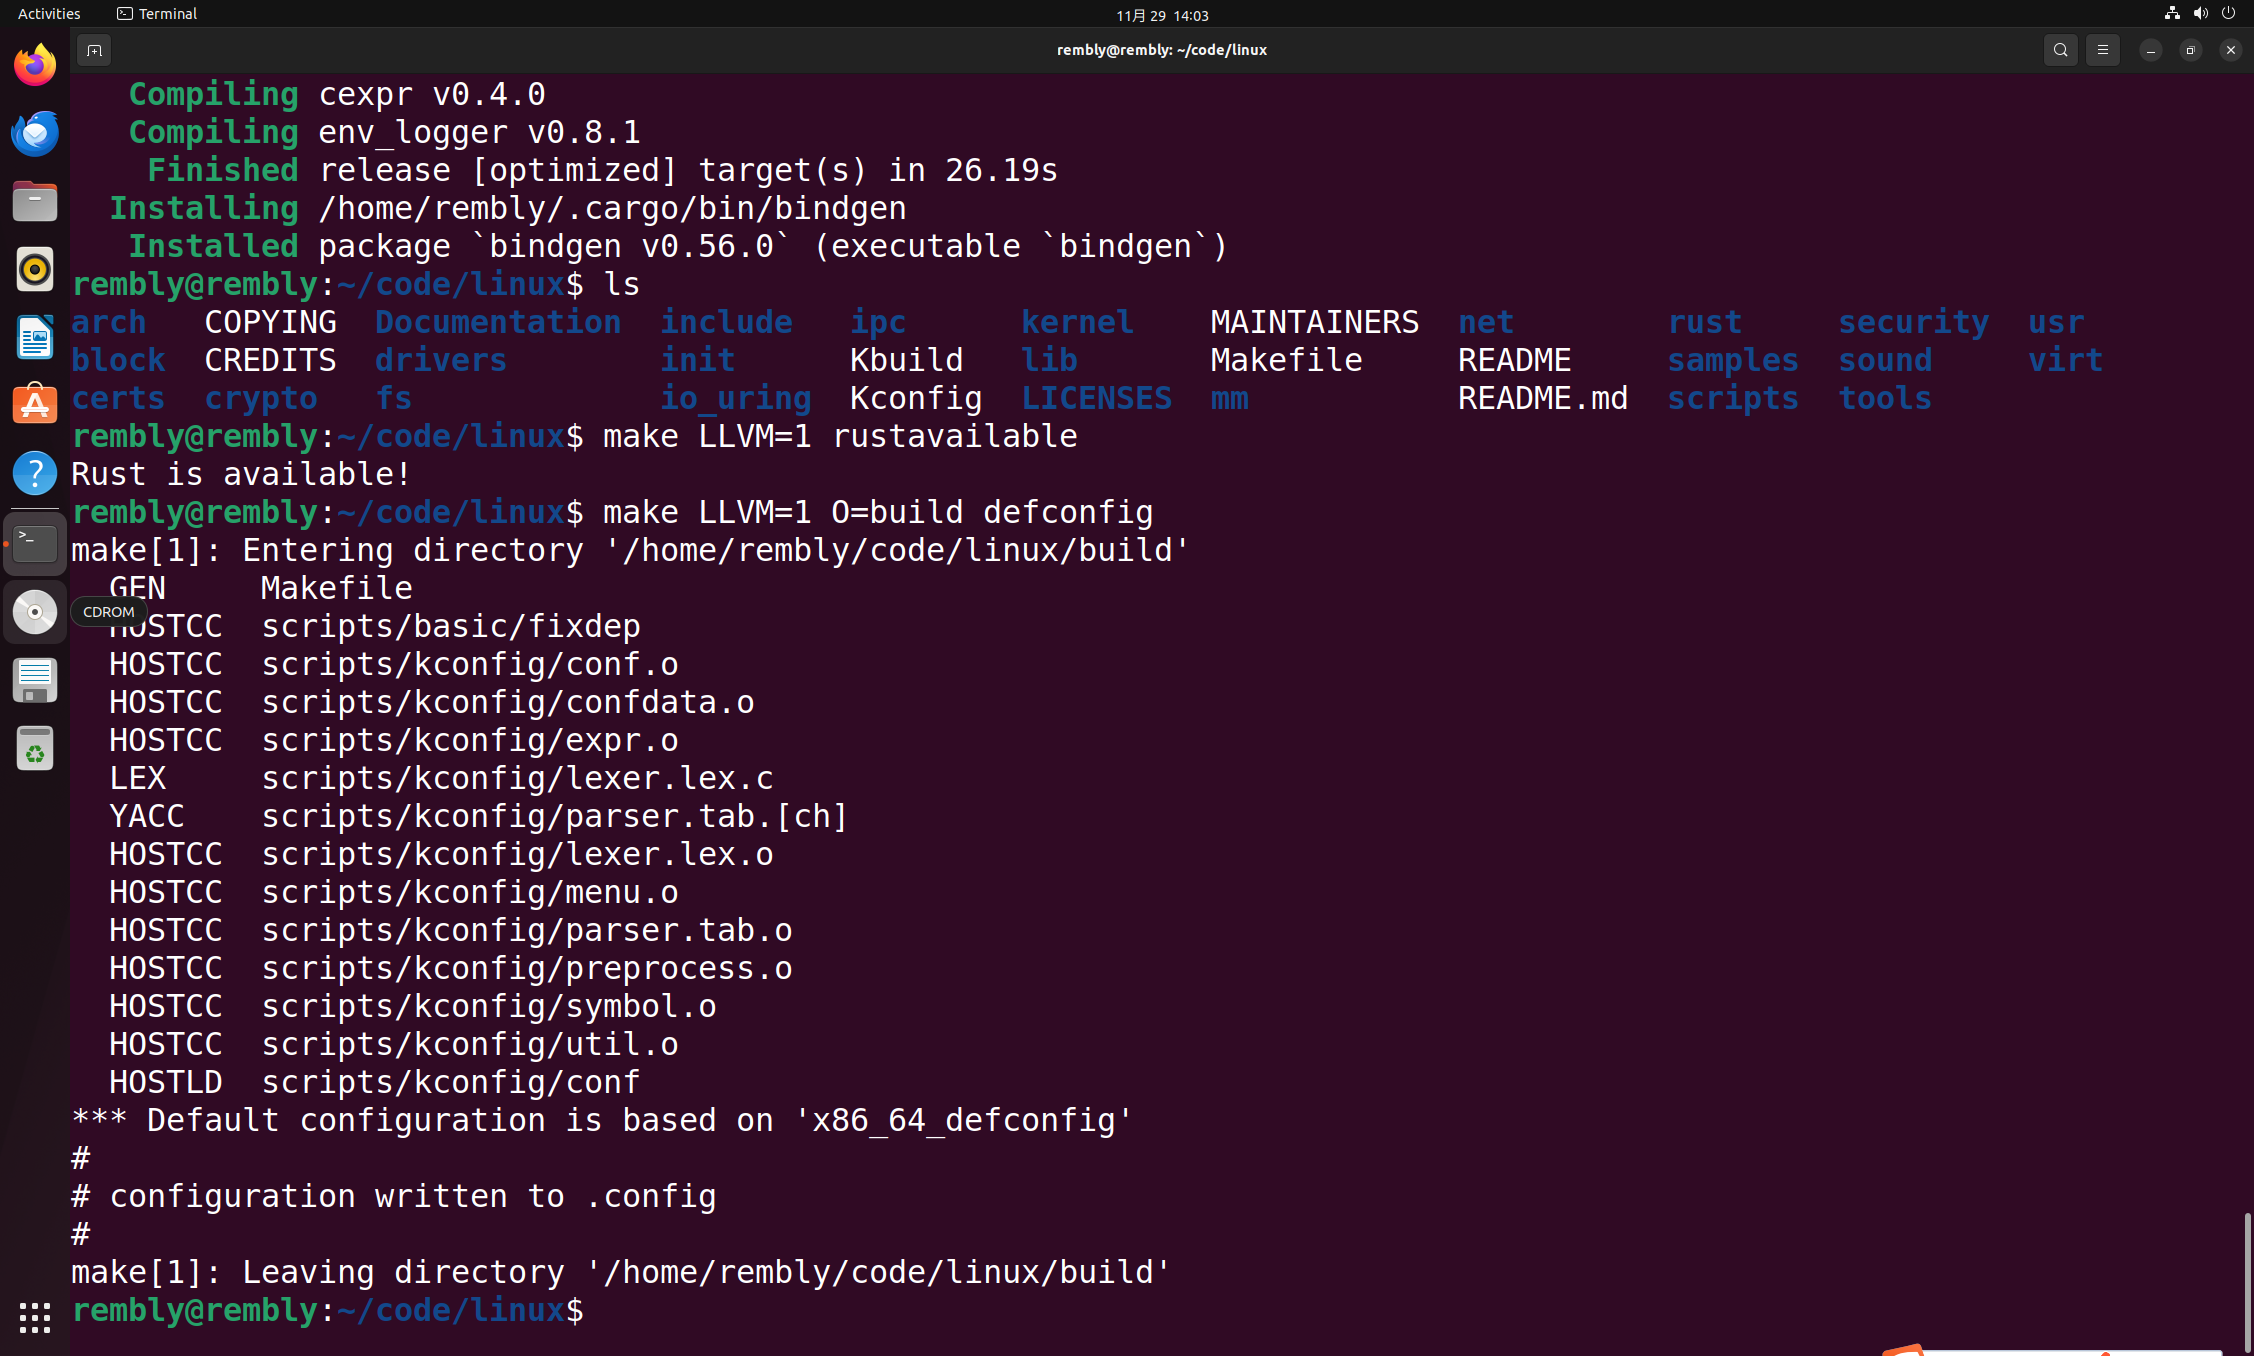 Activities Terminal 11月 29 14:03
rembly@rembly: ~/code/linux
Compiling cexpr v0.4.0
Compiling env_logger v0.8.1
Finished release [optimized] target(s) in 26.19s
Installing /home/rembly/.cargo/bin/bindgen
Installed package `bindgen v0.56.0` (executable `bindgen`)
rembly@rembly:~/code/linux$ ls
arch COPYING Documentation include ipc kernel MAINTAINERS net rust security usr
block CREDITS drivers init Kbuild lib Makefile README samples sound virt
certs crypto fs io_uring Kconfig LICENSES mm README.md scripts tools
rembly@rembly:~/code/linux$ make LLVM=1 rustavailable
Rust is available!
rembly@rembly:~/code/linux$ make LLVM=1 O=build defconfig
make[1]: Entering directory '/home/rembly/code/linux/build'
GEN Makefile
CDROM
HOSTCC scripts/basic/fixdep
HOSTCC scripts/kconfig/conf.o
HOSTCC scripts/kconfig/confdata.o
HOSTCC scripts/kconfig/expr.o
LEX scripts/kconfig/lexer.lex.c
YACC scripts/kconfig/parser.tab.[ch]
HOSTCC scripts/kconfig/lexer.lex.o
HOSTCC scripts/kconfig/menu.o
HOSTCC scripts/kconfig/parser.tab.o
HOSTCC scripts/kconfig/preprocess.o
HOSTCC scripts/kconfig/symbol.o
HOSTCC scripts/kconfig/util.o
HOSTLD scripts/kconfig/conf
*** Default configuration is based on 'x86_64_defconfig'
#
# configuration written to .config
#
make[1]: Leaving directory '/home/rembly/code/linux/build'
rembly@rembly:~/code/linux$